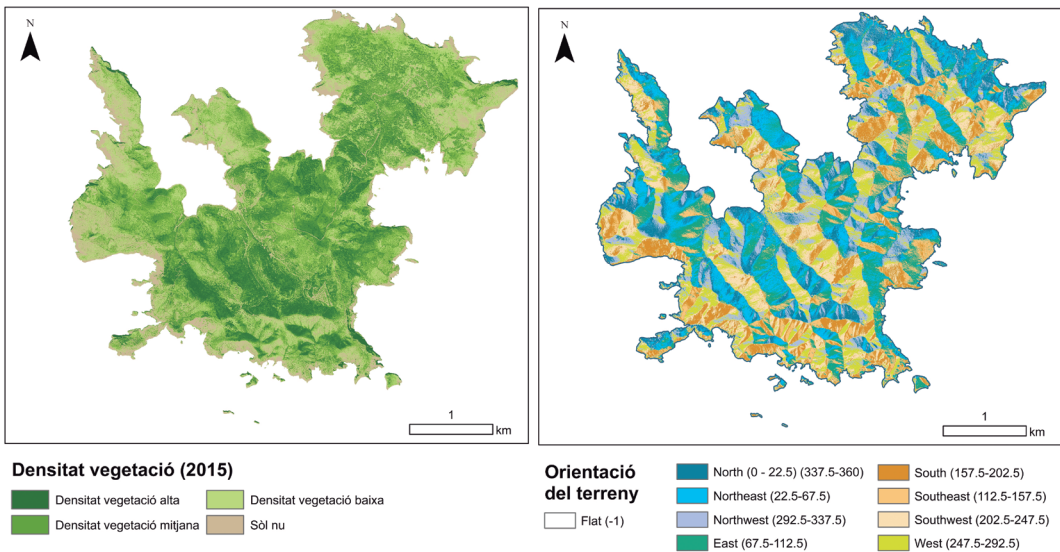 N
1
km
Densitat vegetació (2015)
Densitat vegetació alta
Densitat vegetació baixa
Densitat vegetació mitjana
Sòl nu
N
1
km
Orientació
del terreny
Flat (-1)
North (0 - 22.5) (337.5-360)
Northeast (22.5-67.5)
Northwest (292.5-337.5)
East (67.5-112.5)
South (157.5-202.5)
Southeast (112.5-157.5)
Southwest (202.5-247.5)
West (247.5-292.5)